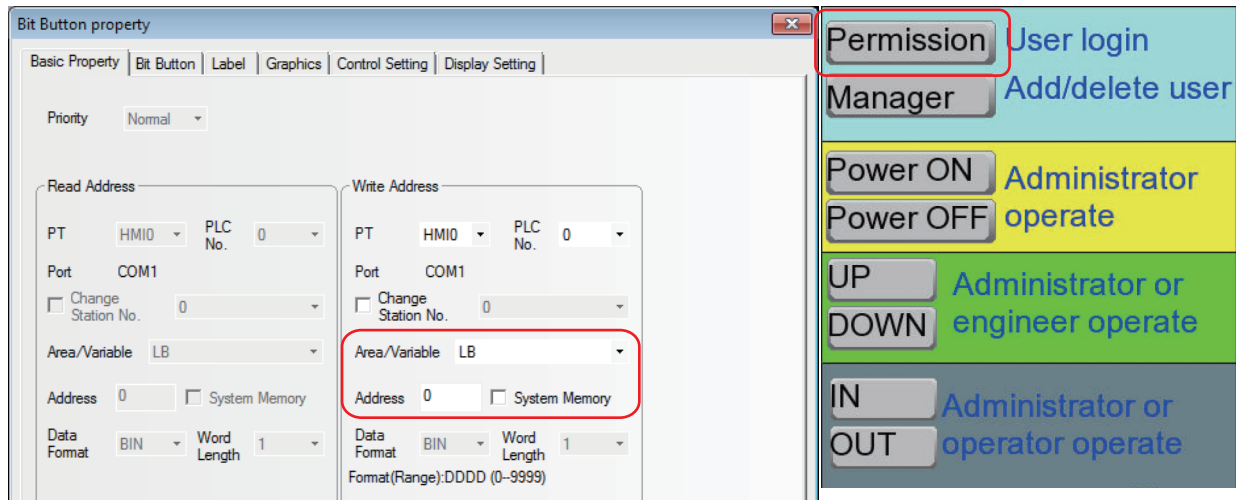 Bit Button property
Basic Property Bit Button Label Graphics Control Setting Display Setting
Priority Normal
Read Address
PT HMI0 PLC No. 0
Port COM1
Change Station No. 0
Area/Variable LB
Address 0 System Memory
Data Format BIN Word Length 1
Write Address
PT HMI0 PLC No. 0
Port COM1
Change Station No. 0
Area/Variable LB
Address 0 System Memory
Data Format BIN Word Length 1
Format(Range):DDDD (0--9999)
Permission User login
Manager Add/delete user
Power ON Administrator
Power OFF operate
UP Administrator or
DOWN engineer operate
IN Administrator or
OUT operator operate